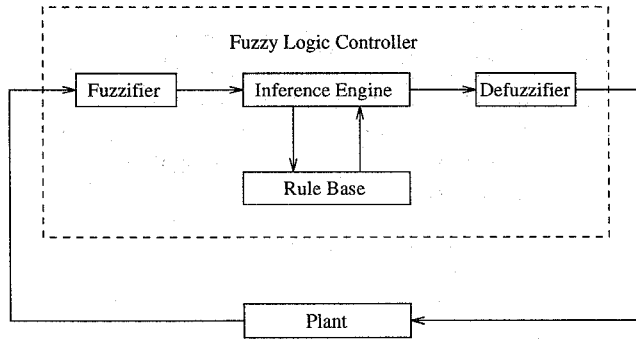 Fuzzy Logic Controller
Fuzzifier
Inference Engine
Defuzzifier
Rule Base
Plant